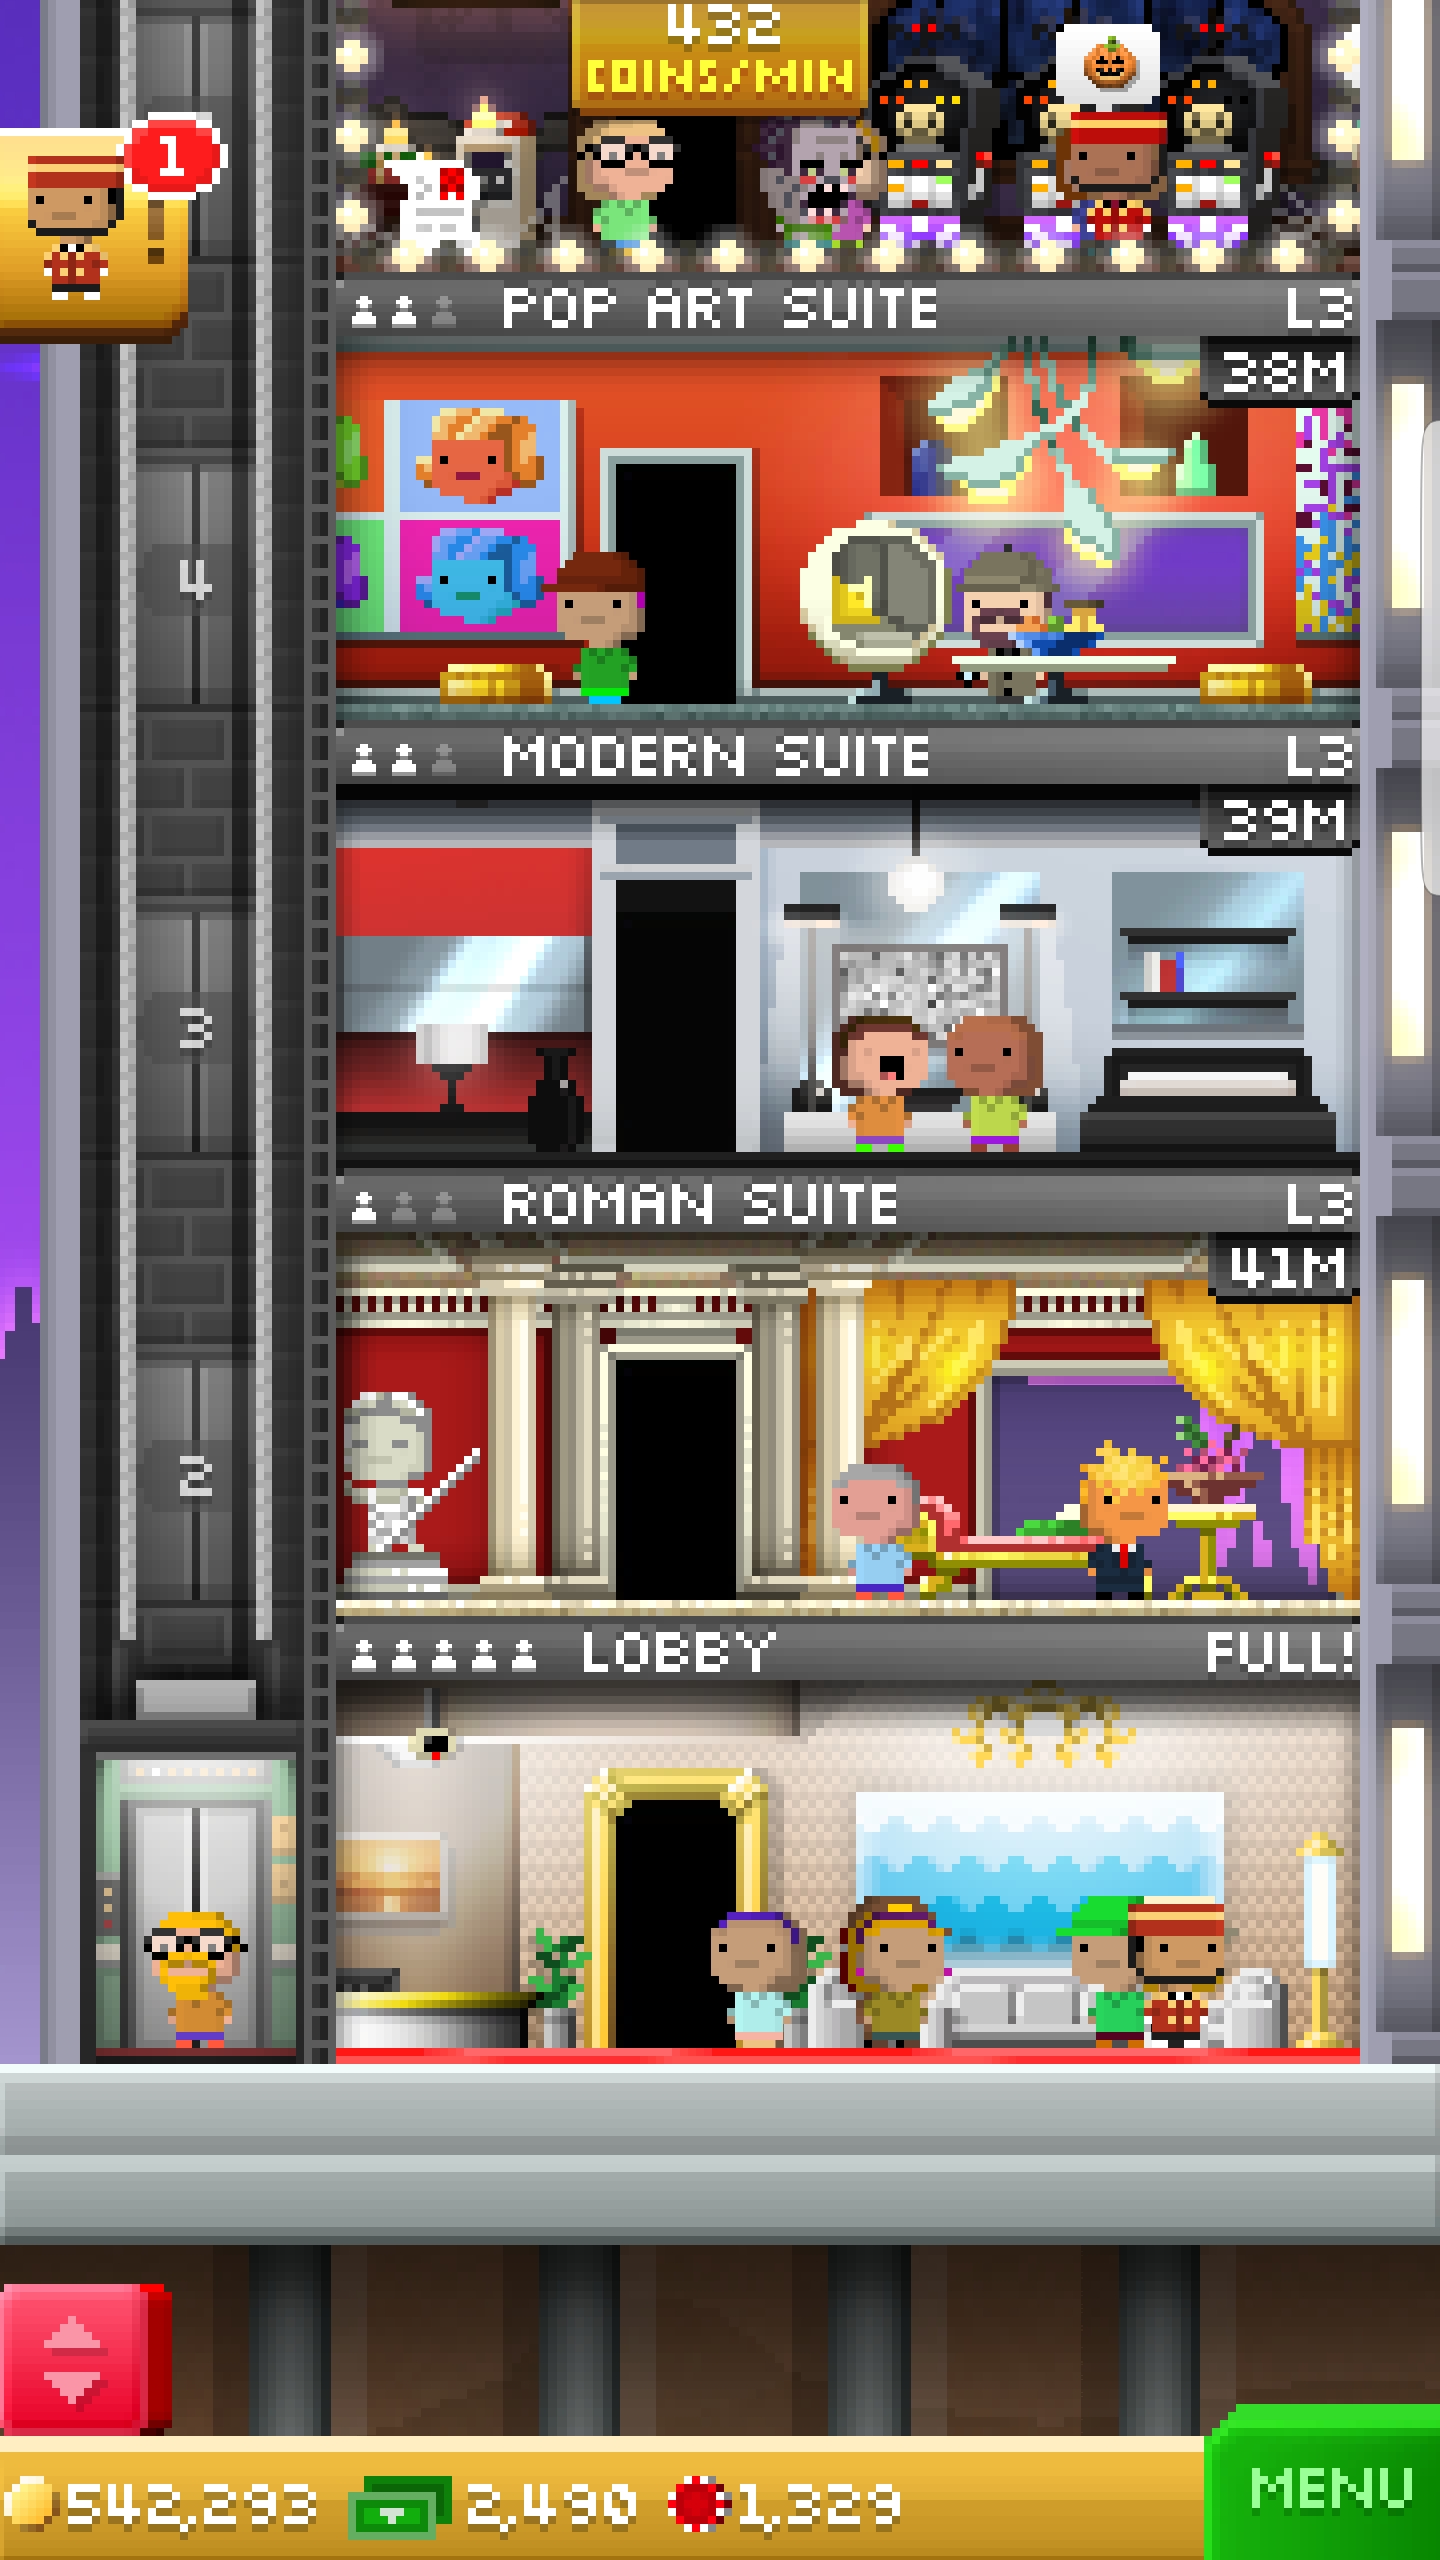 432
COINS/MIN
1
POP ART SUITE L3
38M
4
MODERN SUITE L3
39M
3
ROMAN SUITE L3
41M
2
LOBBY FULL!
542,293 2,490 1,329
MENU